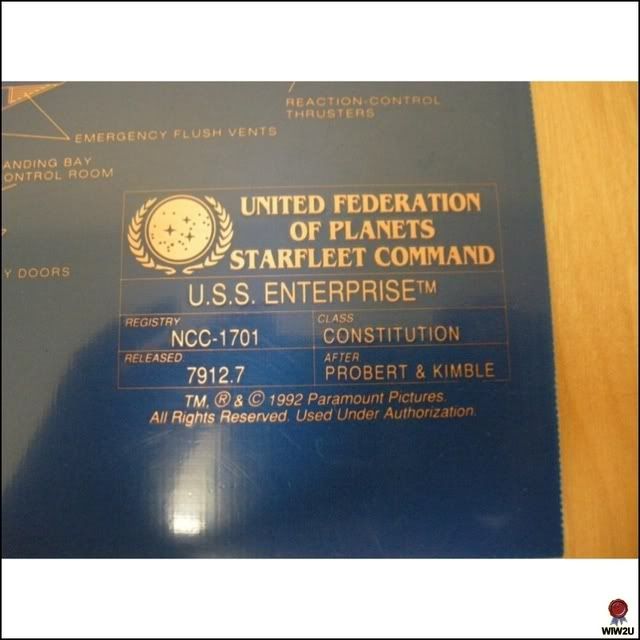 REACTION-CONTROL
THRUSTERS
EMERGENCY FLUSH VENTS
ANDING BAY
ONTROL ROOM
Y DOORS
UNITED FEDERATION
OF PLANETS
STARFLEET COMMAND
U.S.S. ENTERPRISE™
REGISTRY
NCC-1701
CLASS
CONSTITUTION
RELEASED
7912.7
AFTER
PROBERT & KIMBLE
TM, ® & © 1992 Paramount Pictures.
All Rights Reserved. Used Under Authorization.
WIW2U